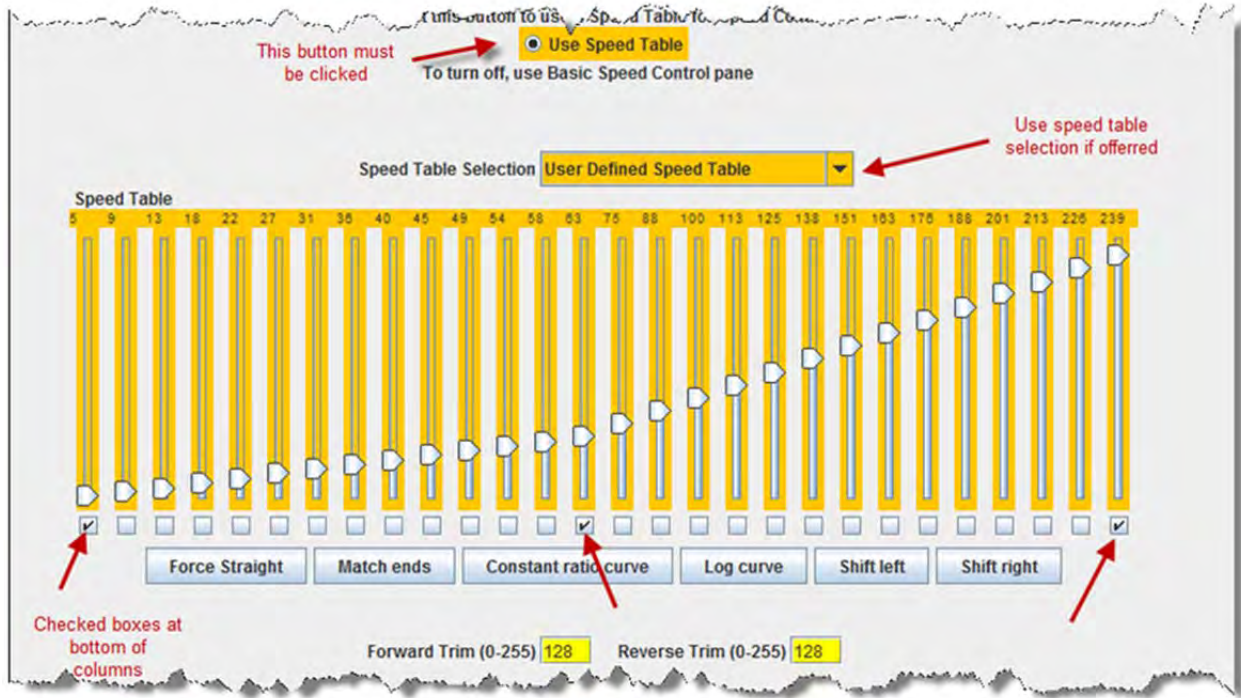 this button to us
This button must
be clicked
Use Speed Table
To turn off, use Basic Speed Control pane
Use speed table
selection if offerred
Speed Table Selection User Defined Speed Table
Speed Table
5 9 13 18 22 27 31 36 40 45 49 54 58 63 75 88 100 113 125 138 151 163 176 188 201 213 226 239
Force Straight Match ends Constant ratio curve Log curve Shift left Shift right
Checked boxes at
bottom of
columns
Forward Trim (0-255) 128 Reverse Trim (0-255) 128